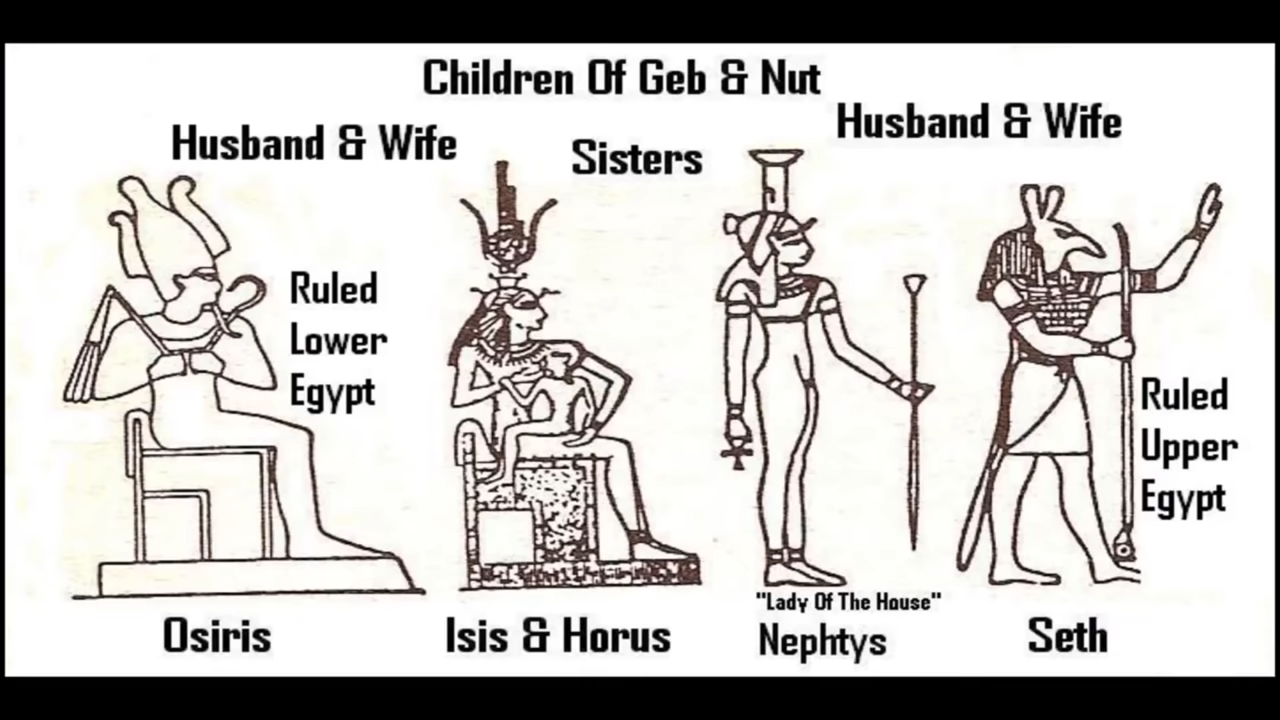 Children Of Geb & Nut
Husband & Wife
Sisters
Husband & Wife
Ruled
Lower
Egypt
Ruled
Upper
Egypt
"Lady Of The House"
Osiris
Isis & Horus
Nephtys
Seth